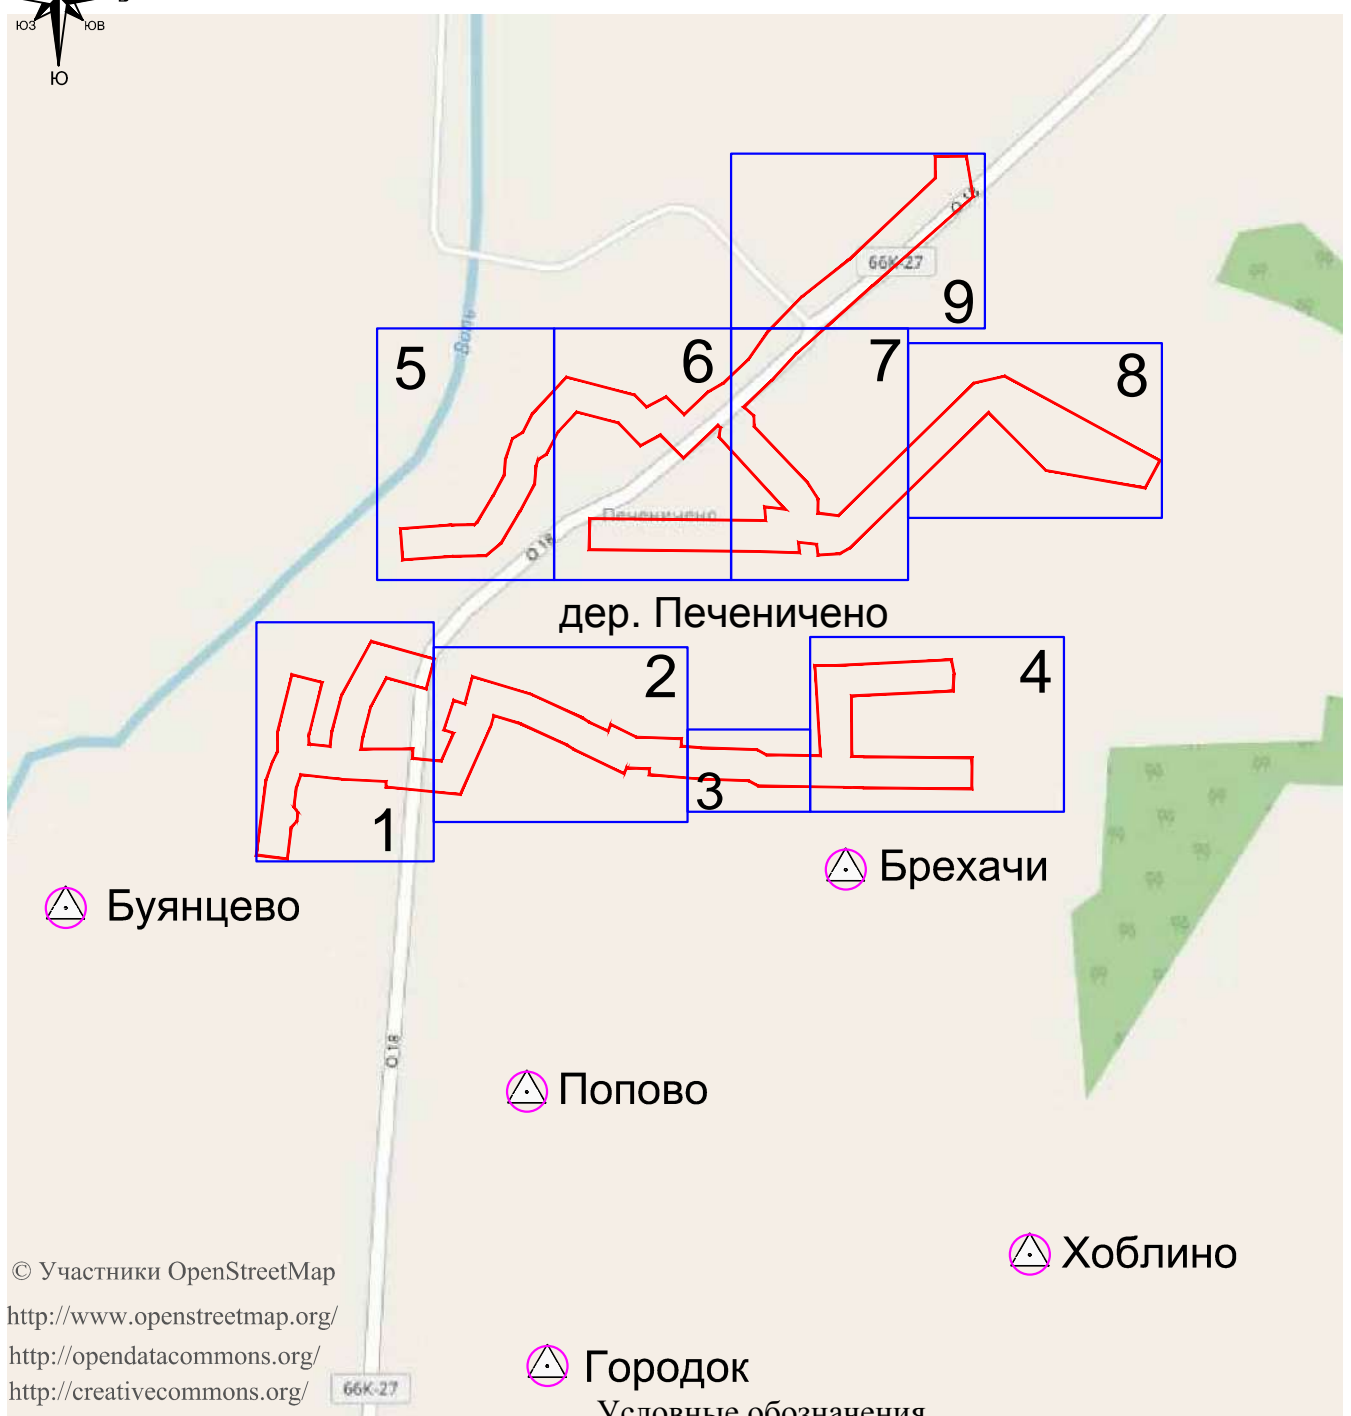 ЮЗ ЮВ
Ю
66К-27
9
Воль
5
6
7
8
Печеничено
О 18
дер. Печеничено
2
4
3
1
Брехачи
Буянцево
О 18
Попово
Хоблино
© Участники OpenStreetMap
http://www.openstreetmap.org/
http://opendatacommons.org/
http://creativecommons.org/
66К-27
Городок
Условные обозначения